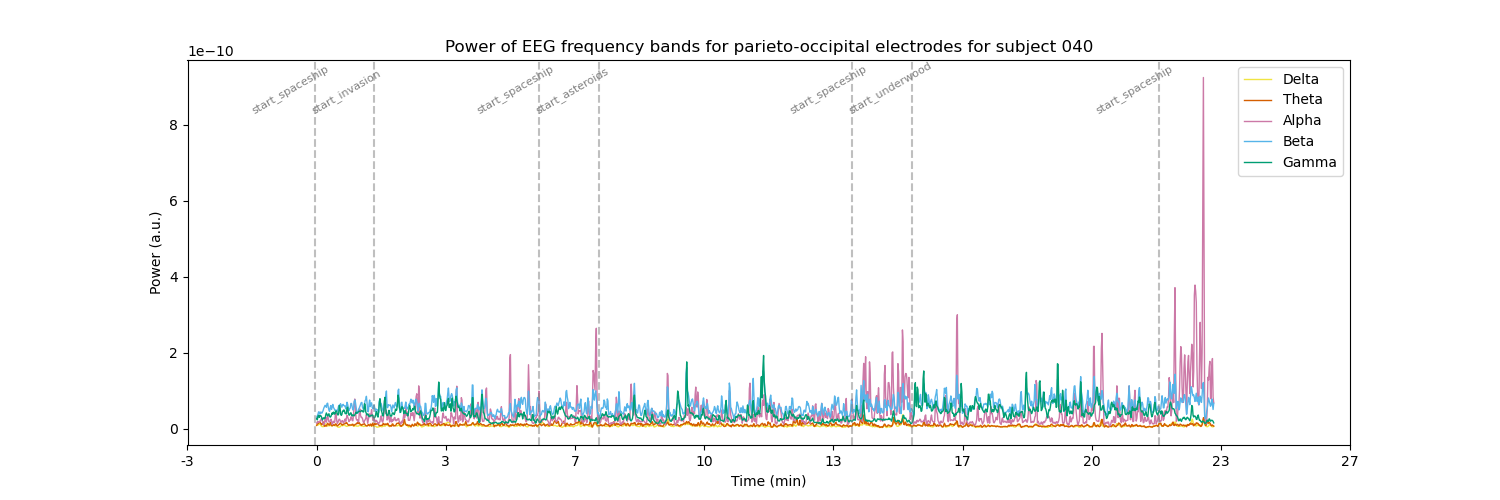 Power of EEG frequency bands for parieto-occipital electrodes for subject 040
1e−10
start_spaceship
start_invasion
start_spaceship
start_asteroids
start_spaceship
start_underwood
start_spaceship
Delta
Theta
Alpha
Beta
Gamma
8
6
4
2
0
Power (a.u.)
-3
0
3
7
10
13
17
20
23
27
Time (min)